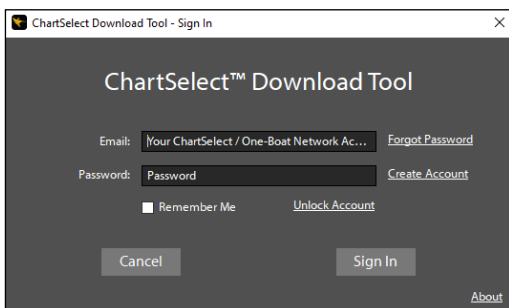 ChartSelect Download Tool - Sign In
ChartSelect™ Download Tool
Email: Your ChartSelect / One-Boat Network Ac... Forgot Password
Password: Password Create Account
Remember Me Unlock Account
Cancel Sign In
About